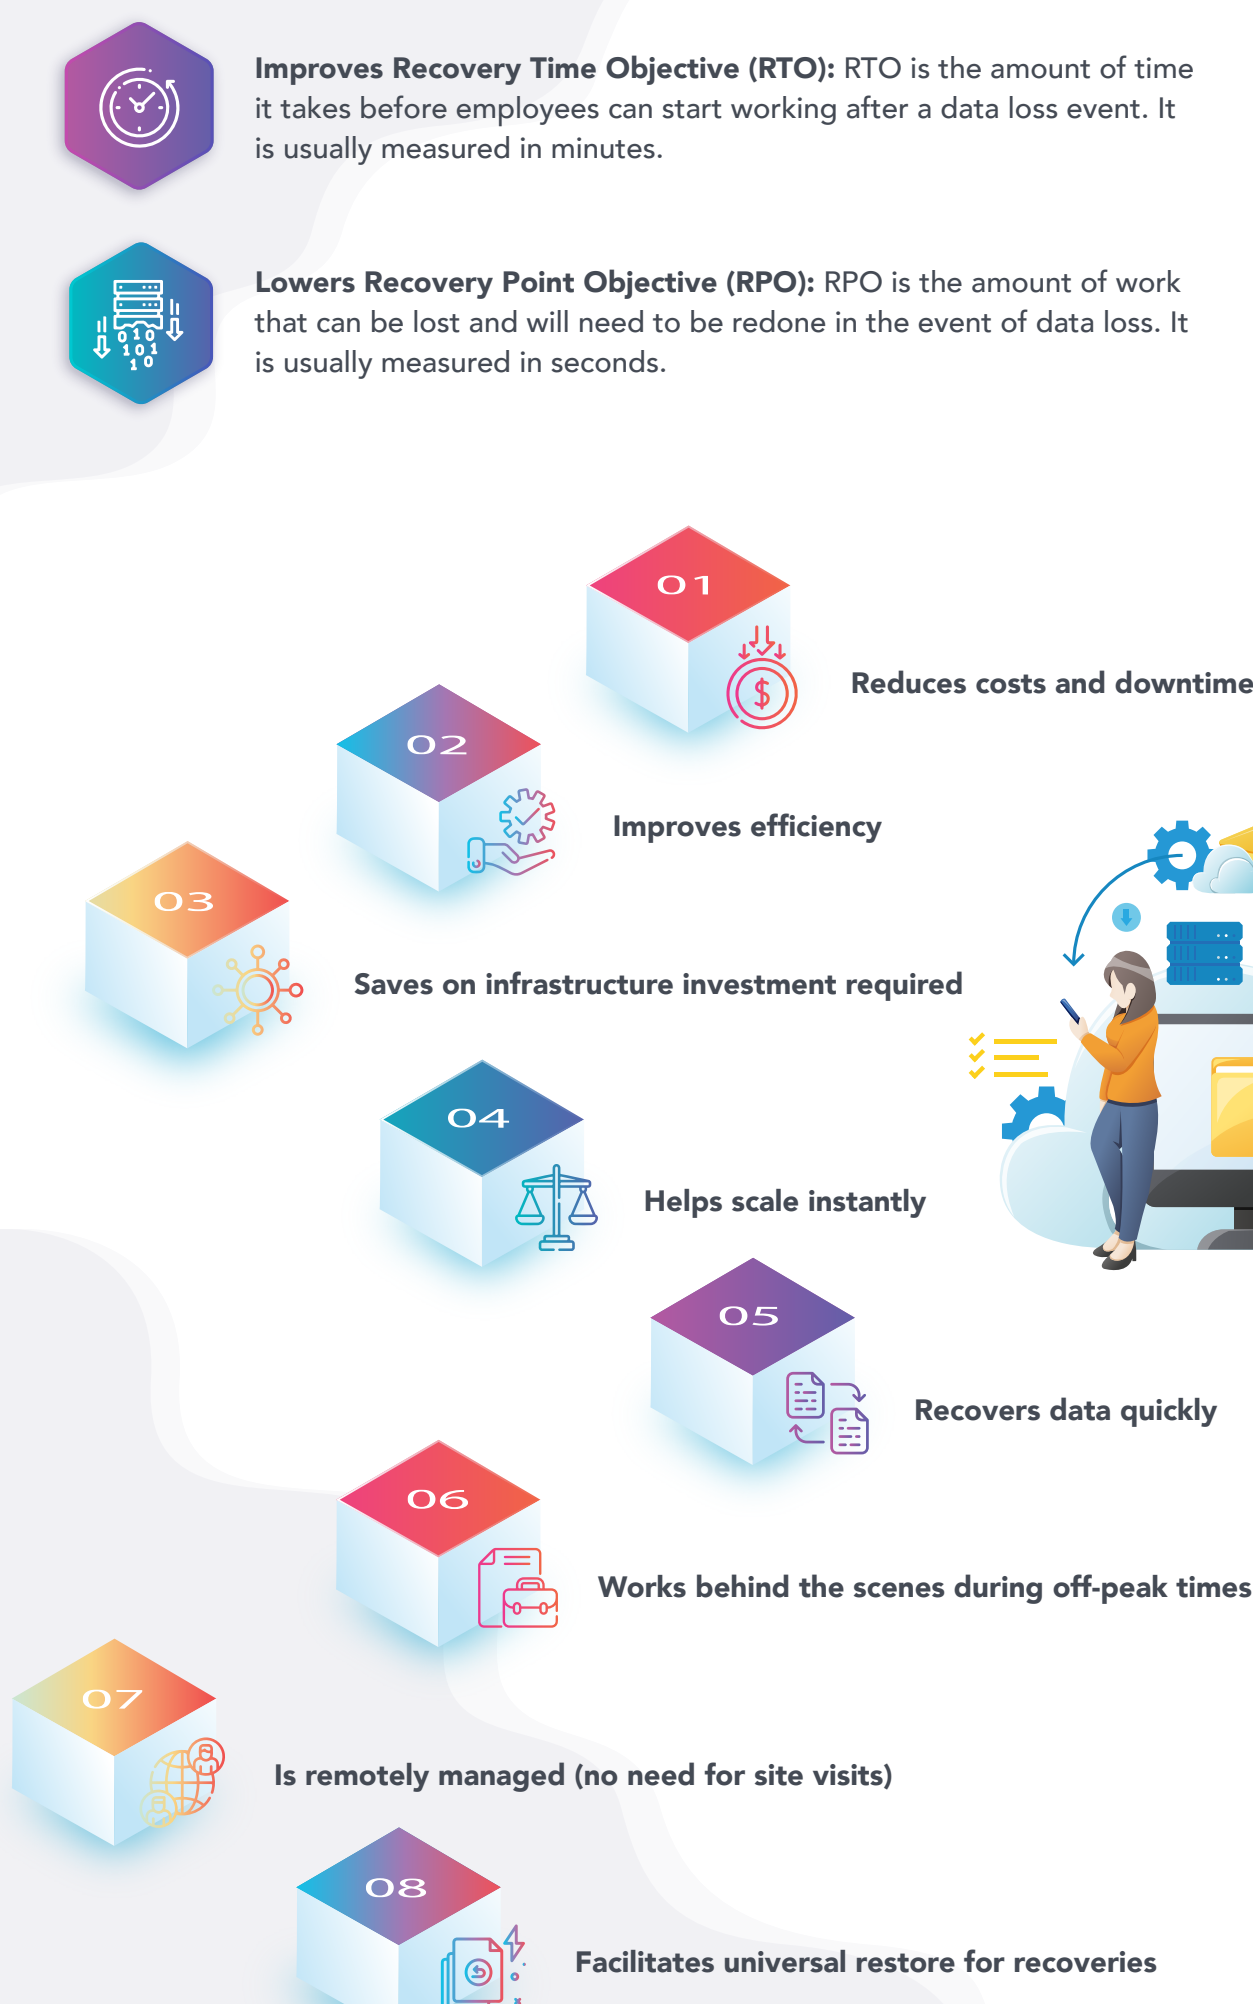 Improves Recovery Time Objective (RTO): RTO is the amount of time
it takes before employees can start working after a data loss event. It
is usually measured in minutes.
010
101
10
Lowers Recovery Point Objective (RPO): RPO is the amount of work
that can be lost and will need to be redone in the event of data loss. It
is usually measured in seconds.
01
$
Reduces costs and downtime
02
Improves efficiency
03
Saves on infrastructure investment required
04
Helps scale instantly
05
Recovers data quickly
06
Works behind the scenes during off-peak times
07
Is remotely managed (no need for site visits)
08
Facilitates universal restore for recoveries